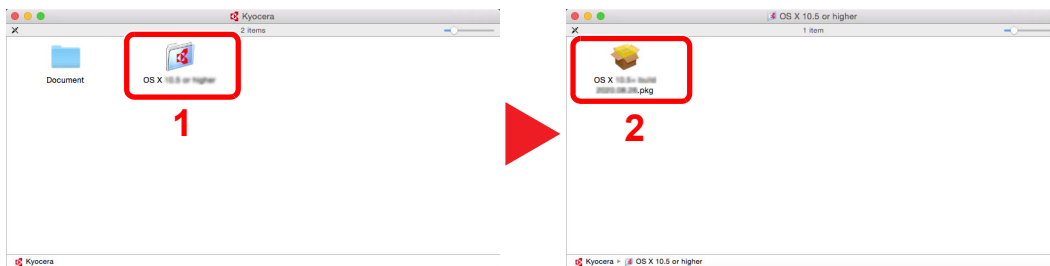 Kyocera
2 items
Document
OS X
1
Kyocera
OS X 10.5 or higher
1 item
OS X
.pkg
2
Kyocera ▸ OS X 10.5 or higher